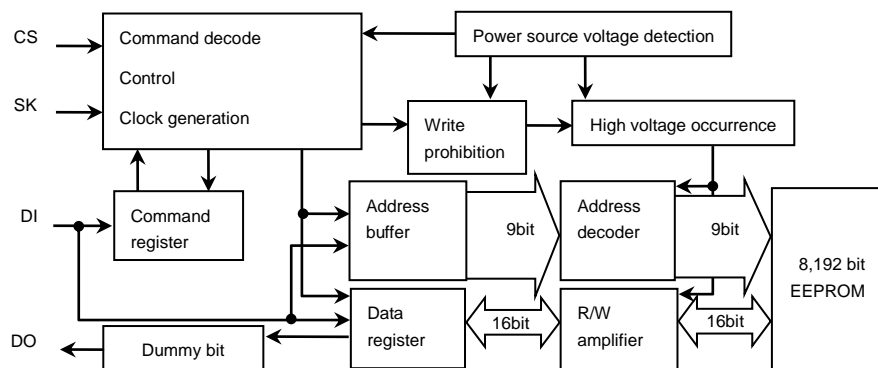 CS
Command decode
Power source voltage detection
Control
SK
Clock generation
Write
prohibition
High voltage occurrence
DI
Command
register
Address
buffer
9bit
Address
decoder
9bit
8,192 bit
EEPROM
Data
register
16bit
R/W
amplifier
16bit
DO
Dummy bit